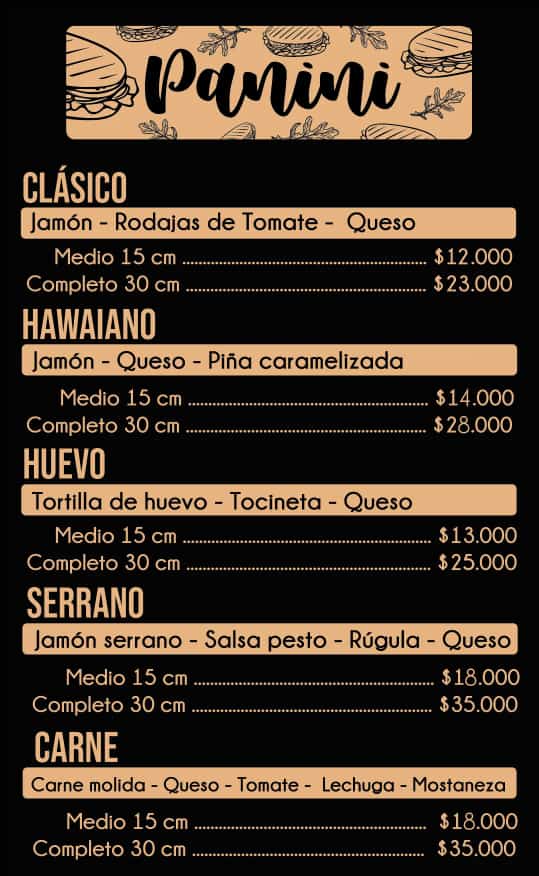 Panini
CLÁSICO
Jamón - Rodajas de Tomate - Queso
Medio 15 cm ........................................................ $12.000
Completo 30 cm ....................................................... $23.000
HAWAIANO
Jamón - Queso - Piña caramelizada
Medio 15 cm ....................................................... $14.000
Completo 30 cm ....................................................... $28.000
HUEVO
Tortilla de huevo - Tocineta - Queso
Medio 15 cm ......................................................... $13.000
Completo 30 cm ........................................................ $25.000
SERRANO
Jamón serrano - Salsa pesto - Rúgula - Queso
Medio 15 cm ....................................................... $18.000
Completo 30 cm ....................................................... $35.000
CARNE
Carne molida - Queso - Tomate - Lechuga - Mostaneza
Medio 15 cm ..................................................... $18.000
Completo 30 cm ..................................................... $35.000